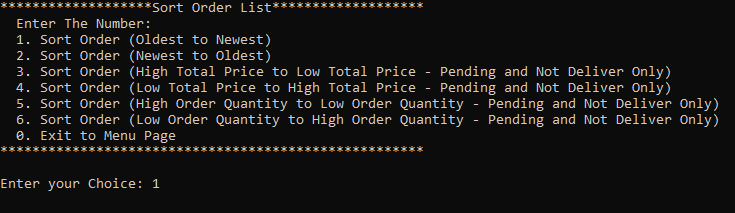 *******************Sort Order List*******************
Enter The Number:
1. Sort Order (Oldest to Newest)
2. Sort Order (Newest to Oldest)
3. Sort Order (High Total Price to Low Total Price - Pending and Not Deliver Only)
4. Sort Order (Low Total Price to High Total Price - Pending and Not Deliver Only)
5. Sort Order (High Order Quantity to Low Order Quantity - Pending and Not Deliver Only)
6. Sort Order (Low Order Quantity to High Order Quantity - Pending and Not Deliver Only)
0. Exit to Menu Page
*****************************************************
Enter your Choice: 1